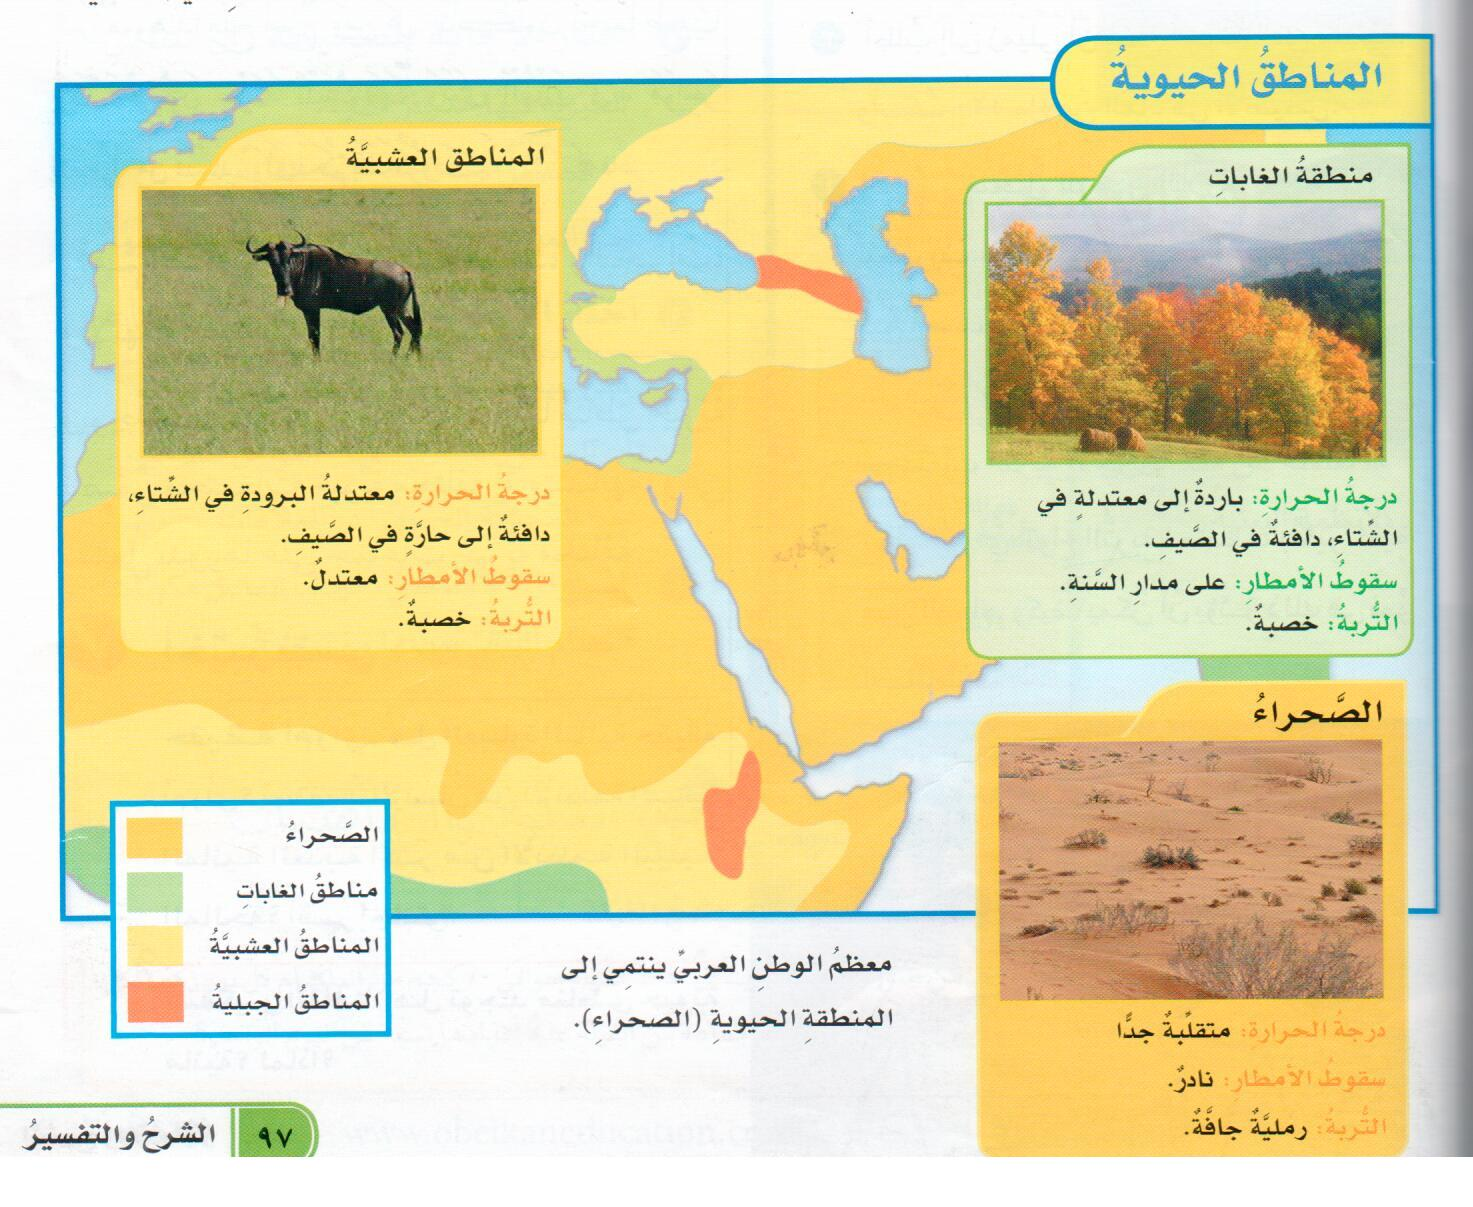 المناطقُ الحيويةُ
منطقةُ الغاباتِ
درجةُ الحرارةِ: باردةٌ إلى معتدلةٍ في
الشِّتاءِ، دافئةٌ في الصَّيفِ.
سقوطُ الأمطارِ: على مدارِ السَّنةِ.
التُّربةُ: خصبةٌ.
المناطق العشبيَّةُ
درجةُ الحرارةِ: معتدلةُ البرودةِ في الشِّتاءِ،
دافئةٌ إلى حارَّةٍ في الصَّيفِ.
سقوطُ الأمطارِ: معتدلٌ.
التُّربةُ: خصبةٌ.
الصَّحراءُ
درجةُ الحرارةِ: متقلِّبةٌ جدًّا
سقوطُ الأمطارِ: نادرٌ.
التُّربةُ: رمليَّةٌ جافَّةٌ.
الصَّحراءُ
مناطقُ الغابات
المناطقُ العشبيَّةُ
المناطقُ الجبليةُ
معظمُ الوطنِ العربيِّ ينتمِي إلى
المنطقةِ الحيويةِ (الصحراءِ).
٩٧ الشرحُ والتفسيرُ